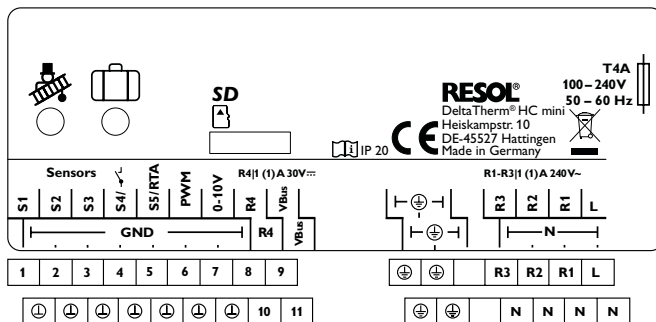 T4A
SD
RESOL®
100 – 240V
50 – 60 Hz
DeltaTherm® HC mini
Heiskampstr. 10
DE-45527 Hattingen
Made in Germany
i IP 20
CE
Sensors
R4|1 (1) A 30V
R1-R3|1 (1) A 240V~
S1 S2 S3 S4/ S5/RTA PWM 0-10V R4 VBus
R3 R2 R1 L
GND R4 VBus
N
1 2 3 4 5 6 7 8 9
R3 R2 R1 L
10 11
N N N N